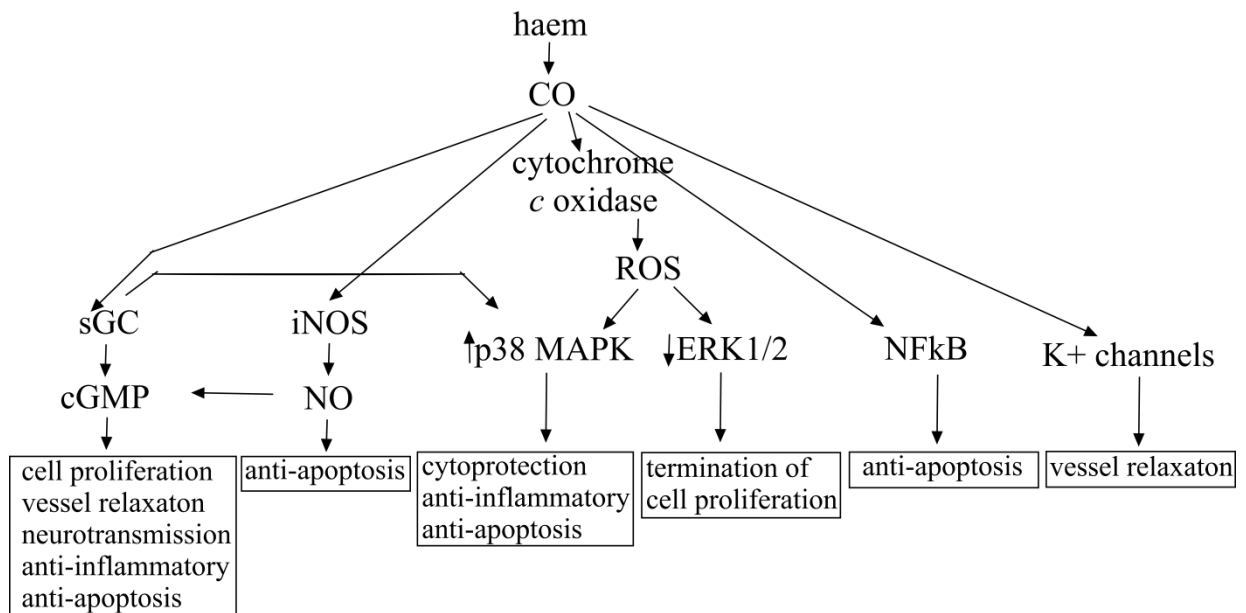 haem
CO
cytochrome
c oxidase
ROS
sGC
iNOS
p38 MAPK
ERK1/2
NFkB
K+ channels
cGMP
NO
cell proliferation
vessel relaxaton
neurotransmission
anti-inflammatory
anti-apoptosis
anti-apoptosis
cytoprotection
anti-inflammatory
anti-apoptosis
termination of
cell proliferation
anti-apoptosis
vessel relaxaton